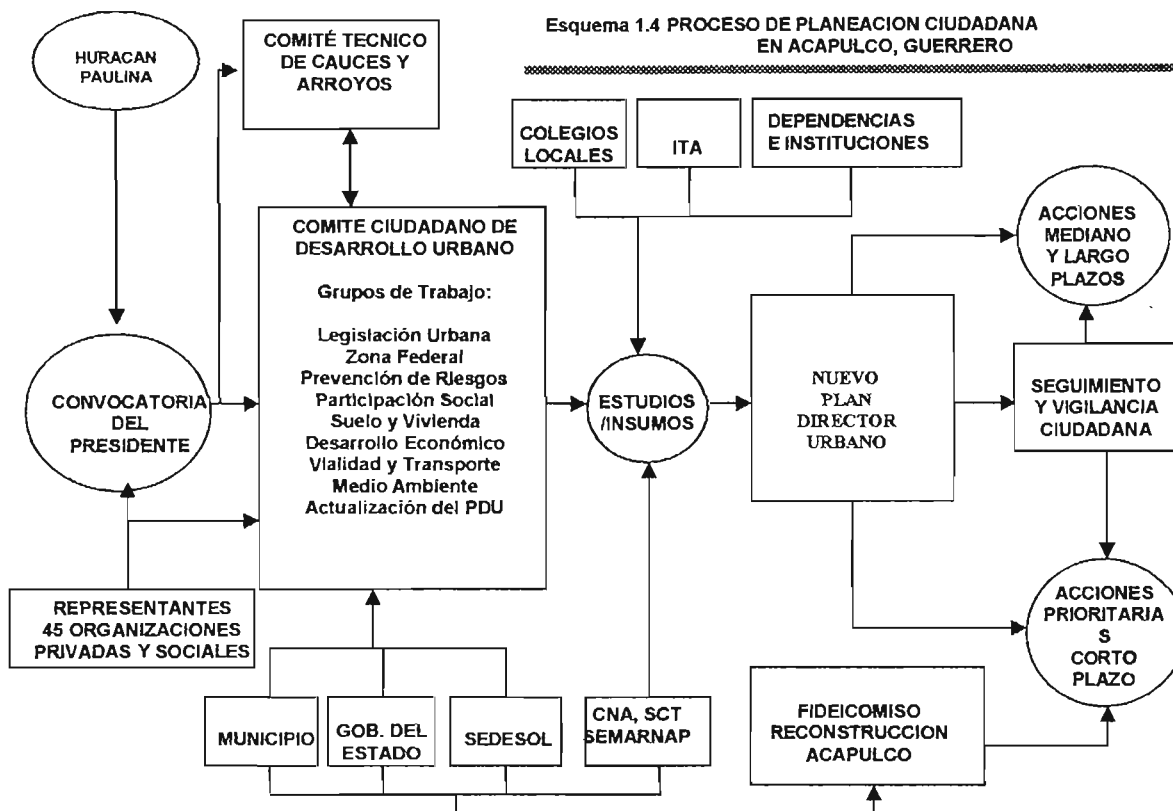 Esquema 1.4 PROCESO DE PLANEACION CIUDADANA
EN ACAPULCO, GUERRERO
HURACAN
PAULINA
COMITÉ TECNICO
DE CAUCES Y
ARROYOS
COLEGIOS
LOCALES
ITA
DEPENDENCIAS
E INSTITUCIONES
ACCIONES
MEDIANO
Y LARGO
PLAZOS
COMITE CIUDADANO DE
DESARROLLO URBANO
Grupos de Trabajo:
Legislación Urbana
Zona Federal
Prevención de Riesgos
Participación Social
Suelo y Vivienda
Desarrollo Económico
Vialidad y Transporte
Medio Ambiente
Actualización del PDU
CONVOCATORIA
DEL
PRESIDENTE
ESTUDIOS
/INSUMOS
NUEVO
PLAN
DIRECTOR
URBANO
SEGUIMIENTO
Y VIGILANCIA
CIUDADANA
REPRESENTANTES
45 ORGANIZACIONES
PRIVADAS Y SOCIALES
ACCIONES
PRIORITARIA
S
CORTO
PLAZO
MUNICIPIO
GOB. DEL
ESTADO
SEDESOL
CNA, SCT
SEMARNAP
FIDEICOMISO
RECONSTRUCCION
ACAPULCO